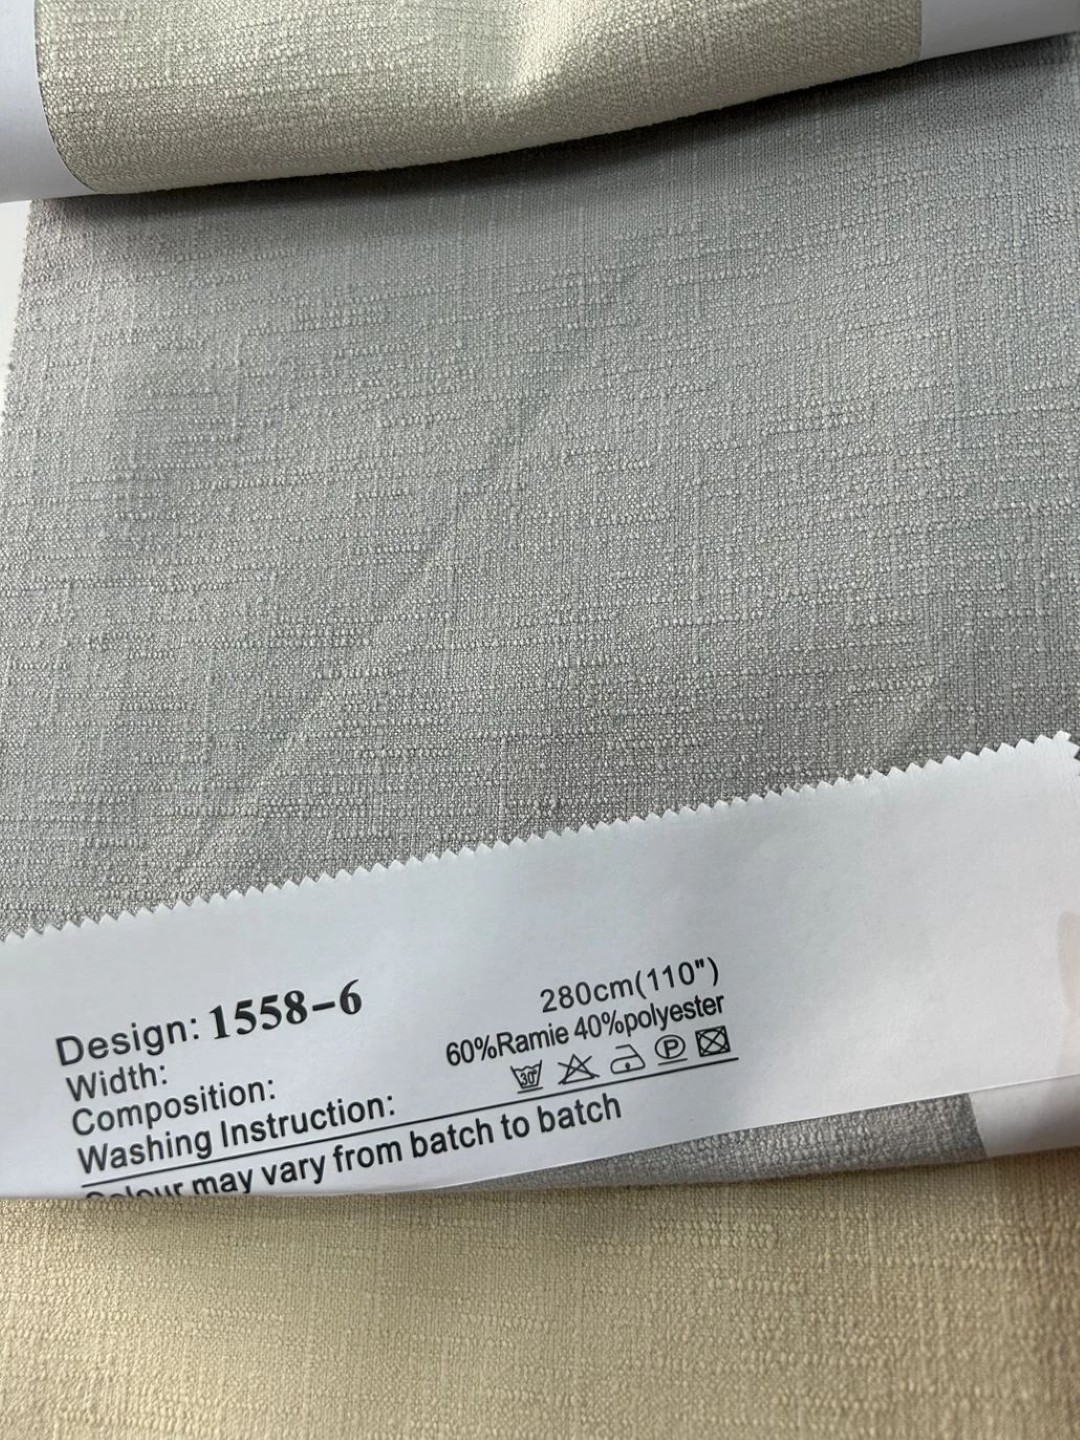 Design: 1558-6
Width: 280cm(110")
Composition: 60%Ramie 40%polyester
Washing Instruction: 30° P
Colour may vary from batch to batch